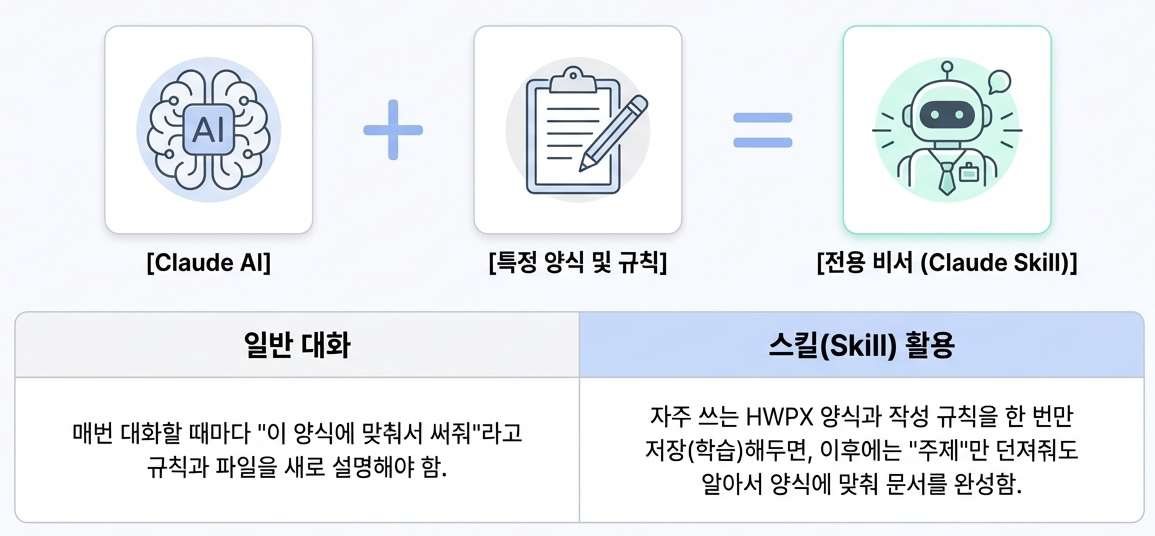 AI
[Claude AI]
[특정 양식 및 규칙]
[전용 비서 (Claude Skill)]
일반 대화
스킬(Skill) 활용
매번 대화할 때마다 "이 양식에 맞춰서 써줘"라고
규칙과 파일을 새로 설명해야 함.
자주 쓰는 HWPX 양식과 작성 규칙을 한 번만
저장(학습)해두면, 이후에는 "주제"만 던져줘도
알아서 양식에 맞춰 문서를 완성함.